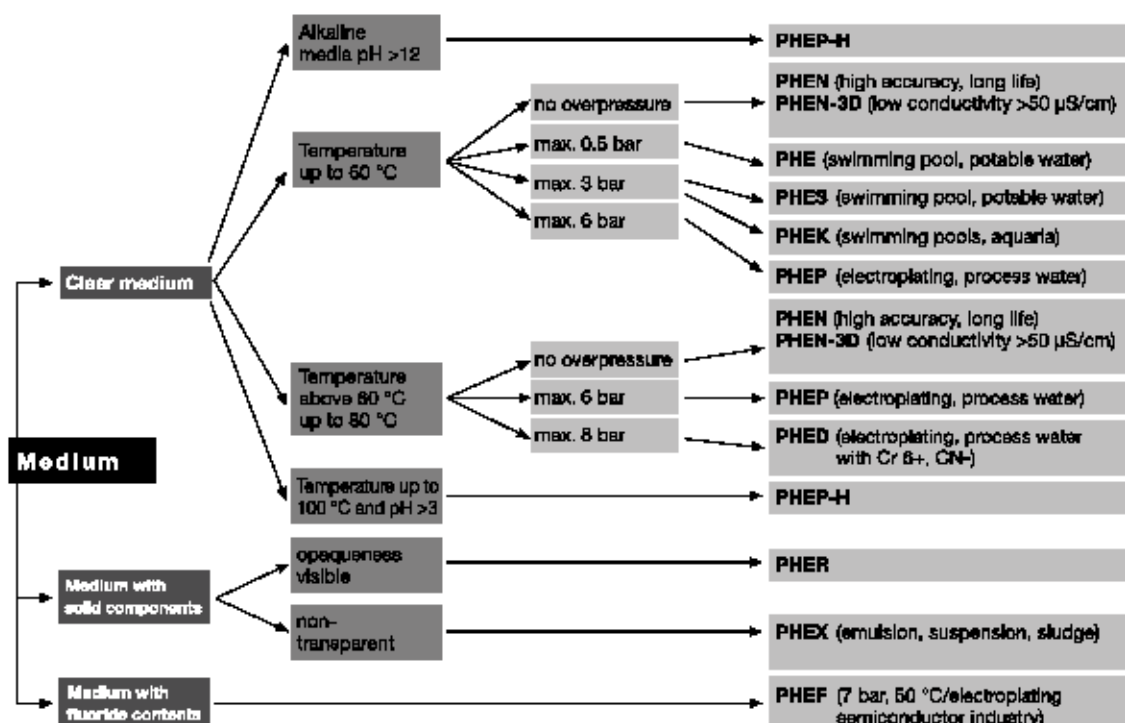 Alkaline
media pH >12
PHEP-H
no overpressure
PHEN (high accuracy, long life)
PHEN-3D (low conductivity >50 µS/cm)
Temperature
up to 60 °C
max. 0.5 bar
PHE (swimming pool, potable water)
max. 3 bar
PHES (swimming pool, potable water)
max. 6 bar
PHEK (swimming pools, aquaria)
PHEP (electroplating, process water)
Clear medium
Temperature
above 60 °C
up to 80 °C
no overpressure
PHEN (high accuracy, long life)
PHEN-3D (low conductivity >50 µS/cm)
max. 6 bar
PHEP (electroplating, process water)
max. 8 bar
PHED (electroplating, process water
with Cr 6+, CN-)
Medium
Temperature up to
100 °C and pH >3
PHEP-H
Medium with
solid components
opaqueness
visible
PHER
non-
transparent
PHEX (emulsion, suspension, sludge)
Medium with
fluoride contents
PHEF (7 bar, 50 °C/electroplating
semiconductor industry)